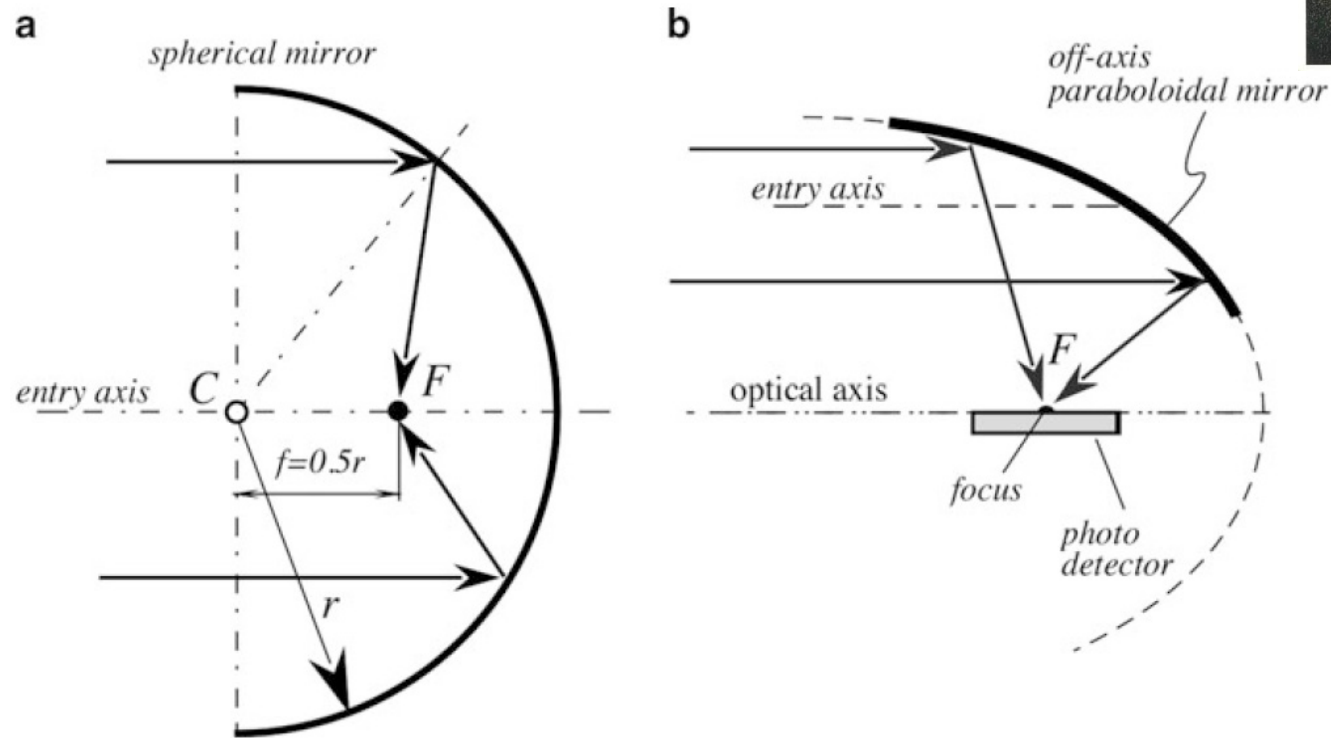 a
spherical mirror
entry axis
C
F
f=0.5r
r
b
off-axis
paraboloidal mirror
entry axis
F
optical axis
focus
photo
detector